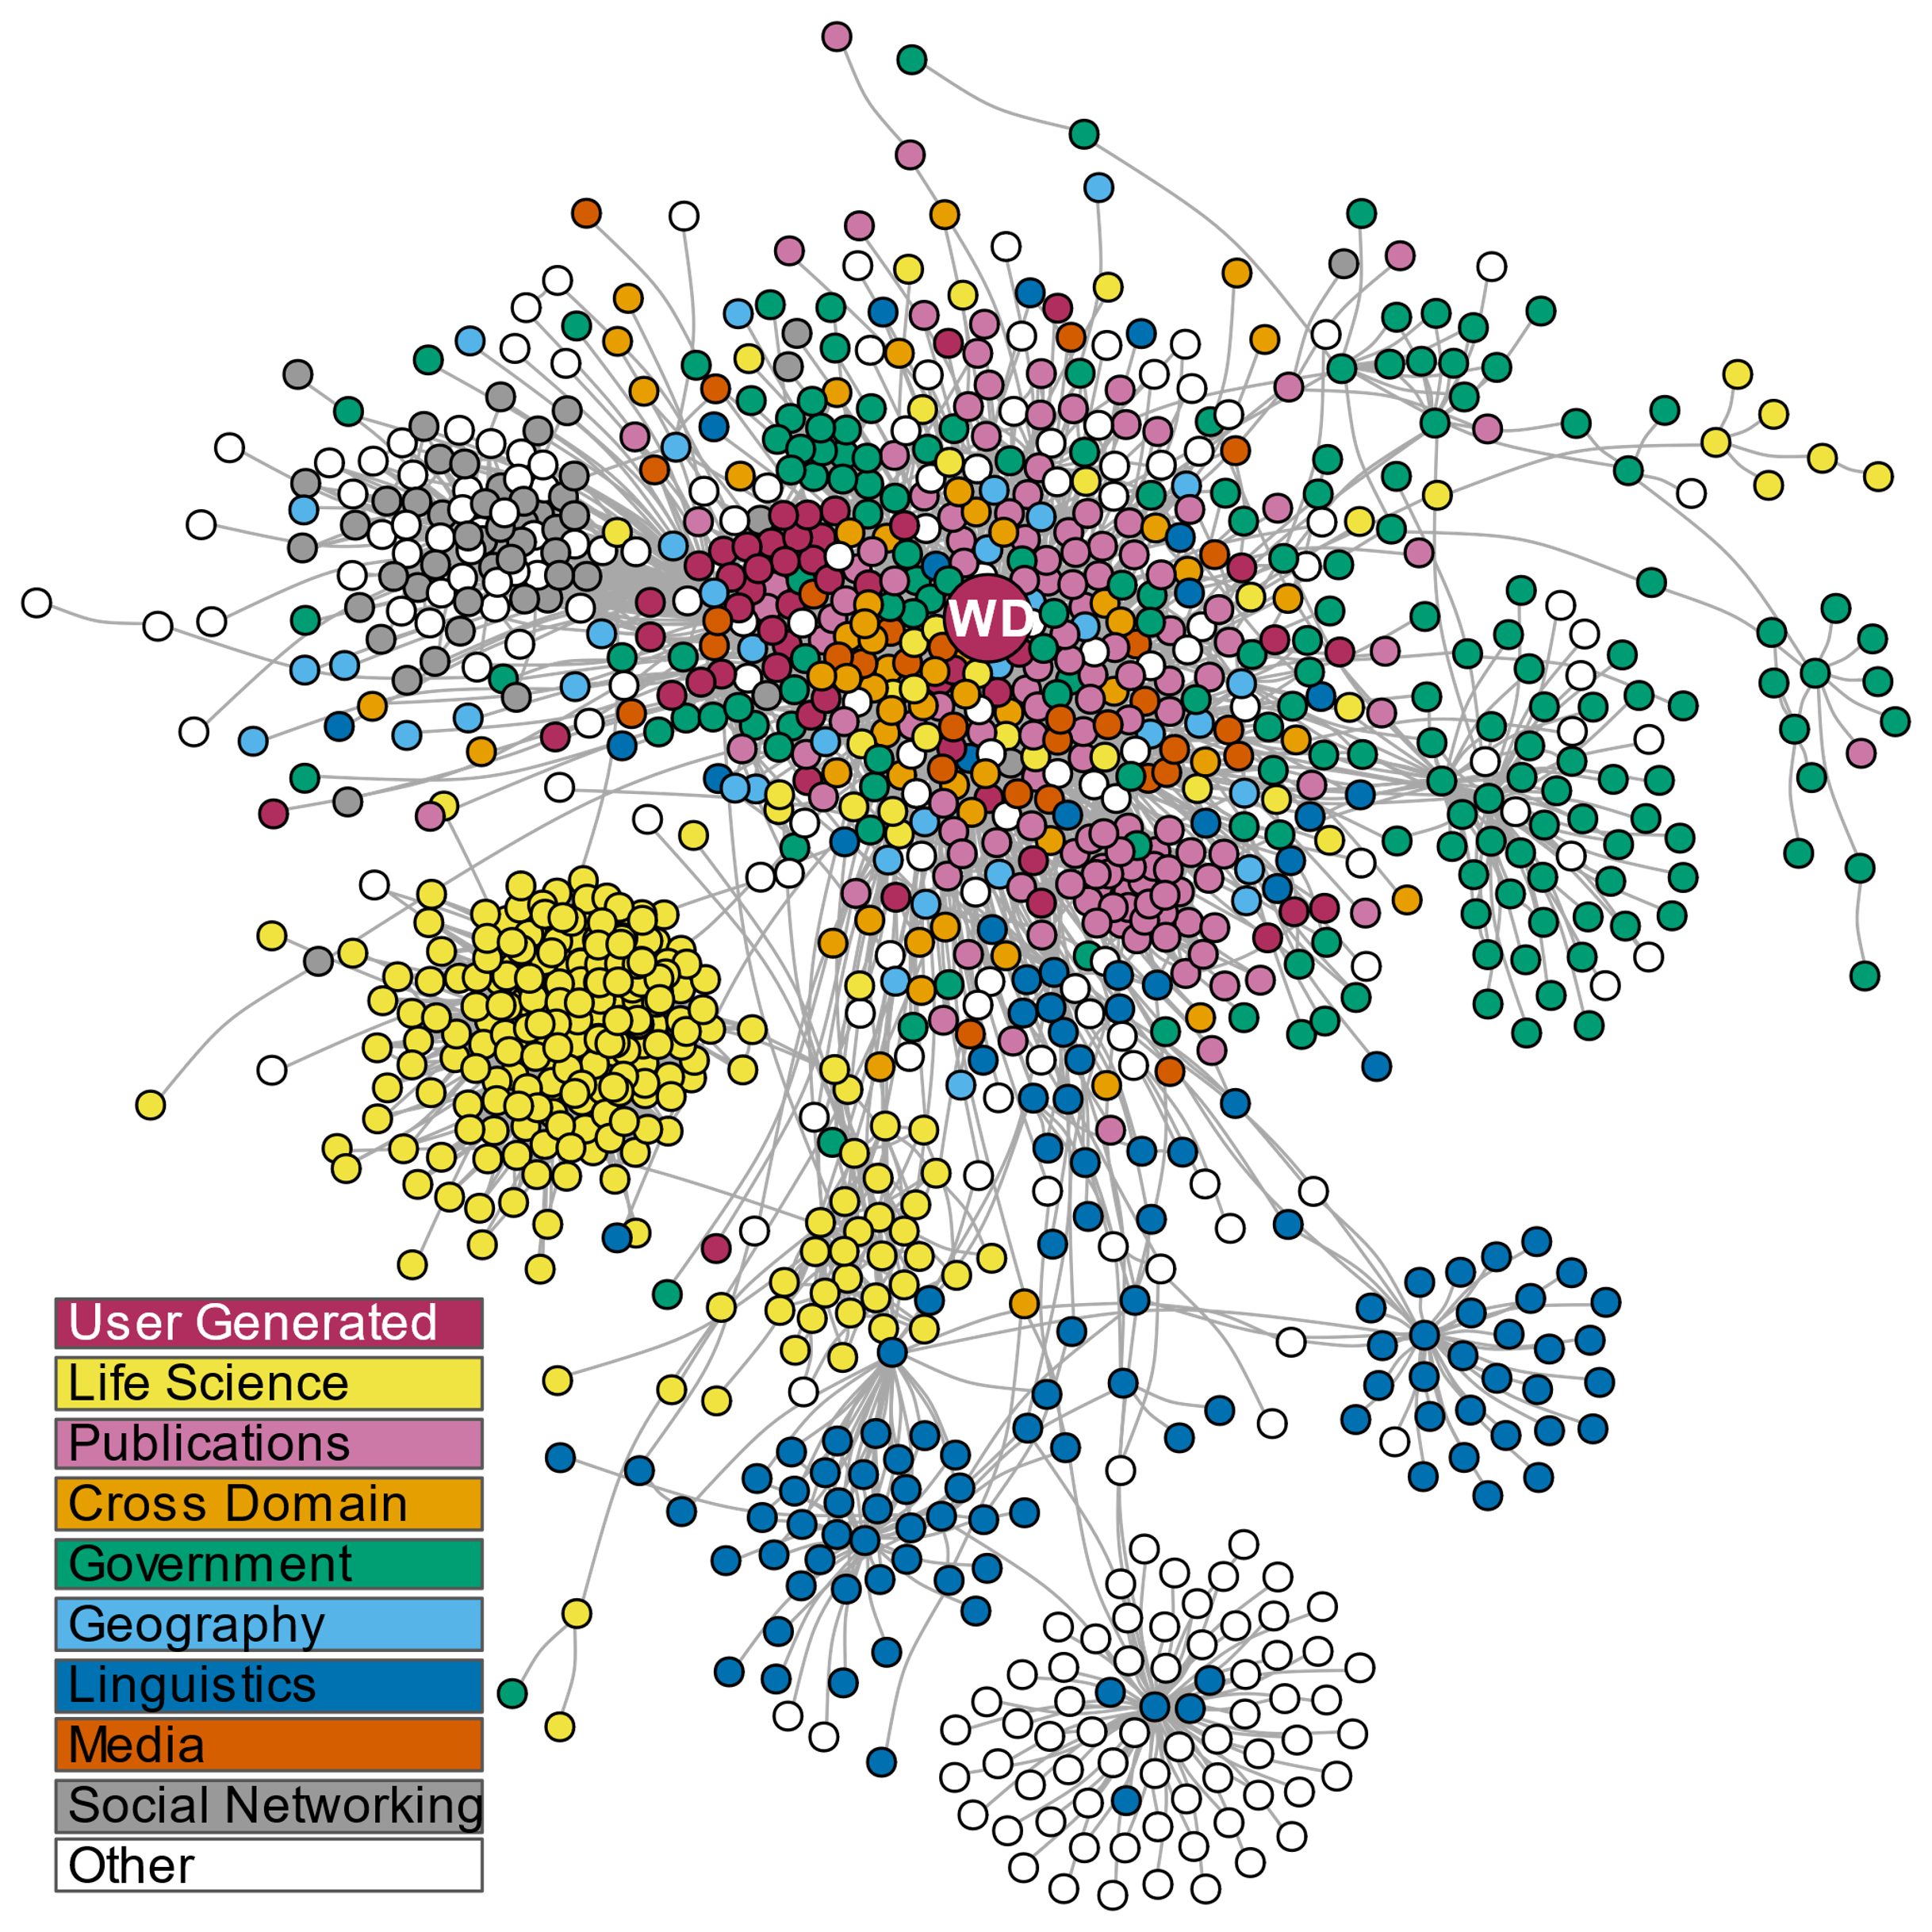 WD
User Generated
Life Science
Publications
Cross Domain
Government
Geography
Linguistics
Media
Social Networking
Other